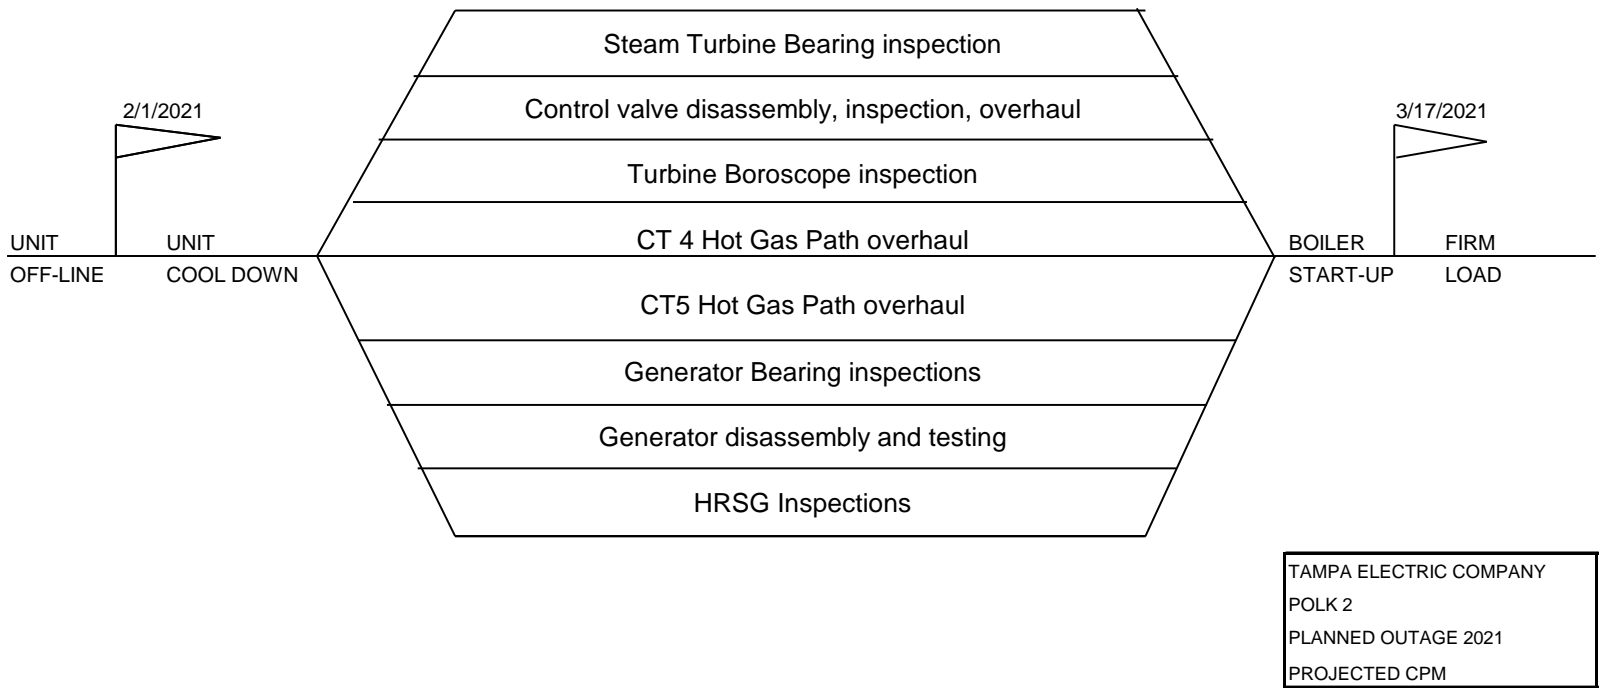 Steam Turbine Bearing inspection
2/1/2021
Control valve disassembly, inspection, overhaul
3/17/2021
Turbine Boroscope inspection
UNIT
OFF-LINE
UNIT
COOL DOWN
CT 4 Hot Gas Path overhaul
BOILER
START-UP
FIRM
LOAD
CT5 Hot Gas Path overhaul
Generator Bearing inspections
Generator disassembly and testing
HRSG Inspections
TAMPA ELECTRIC COMPANY
POLK 2
PLANNED OUTAGE 2021
PROJECTED CPM